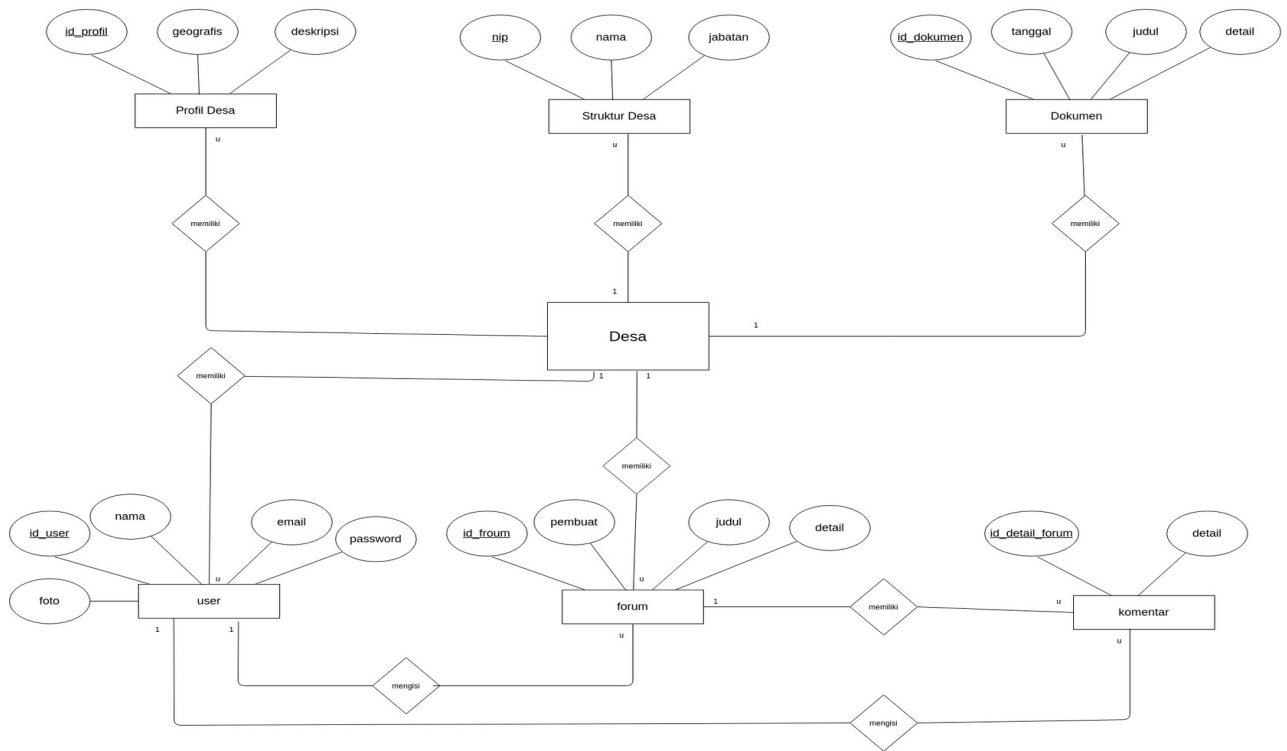 id_profil
geografis
deskripsi
nip
nama
jabatan
id_dokumen
tanggal
judul
detail
Profil Desa
Struktur Desa
Dokumen
u
u
u
memiliki
memiliki
memiliki
1
1
Desa
memiliki
1
1
memiliki
id_user
nama
email
password
id_froum
pembuat
judul
detail
id_detail_forum
detail
foto
u
user
u
forum
1
memiliki
u
komentar
1
1
u
u
mengisi
mengisi